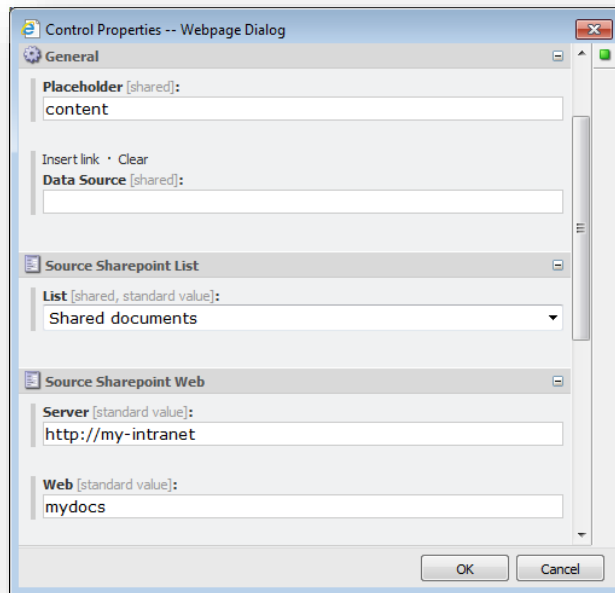 Control Properties -- Webpage Dialog
General
Placeholder [shared]:
content
Insert link · Clear
Data Source [shared]:
Source Sharepoint List
List [shared, standard value]:
Shared documents
Source Sharepoint Web
Server [standard value]:
http://my-intranet
Web [standard value]:
mydocs
OK Cancel